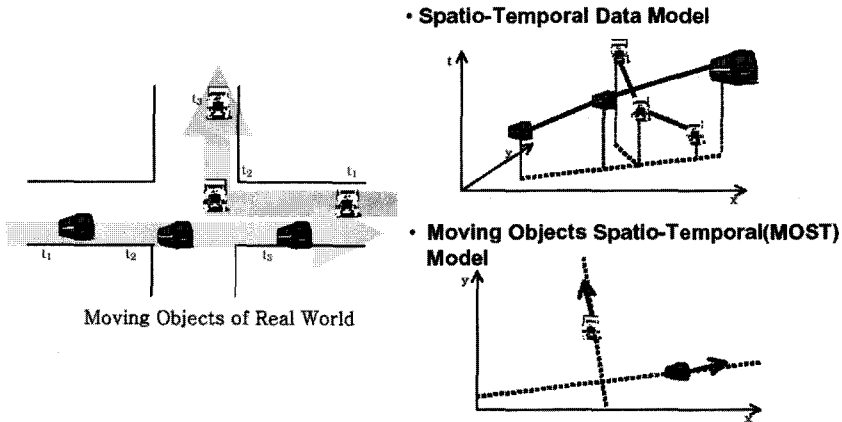 • Spatio-Temporal Data Model
t
y
x
t₃
t₂
t₁
t₁
t₂
t₃
Moving Objects of Real World
• Moving Objects Spatio-Temporal(MOST)
Model
y
x